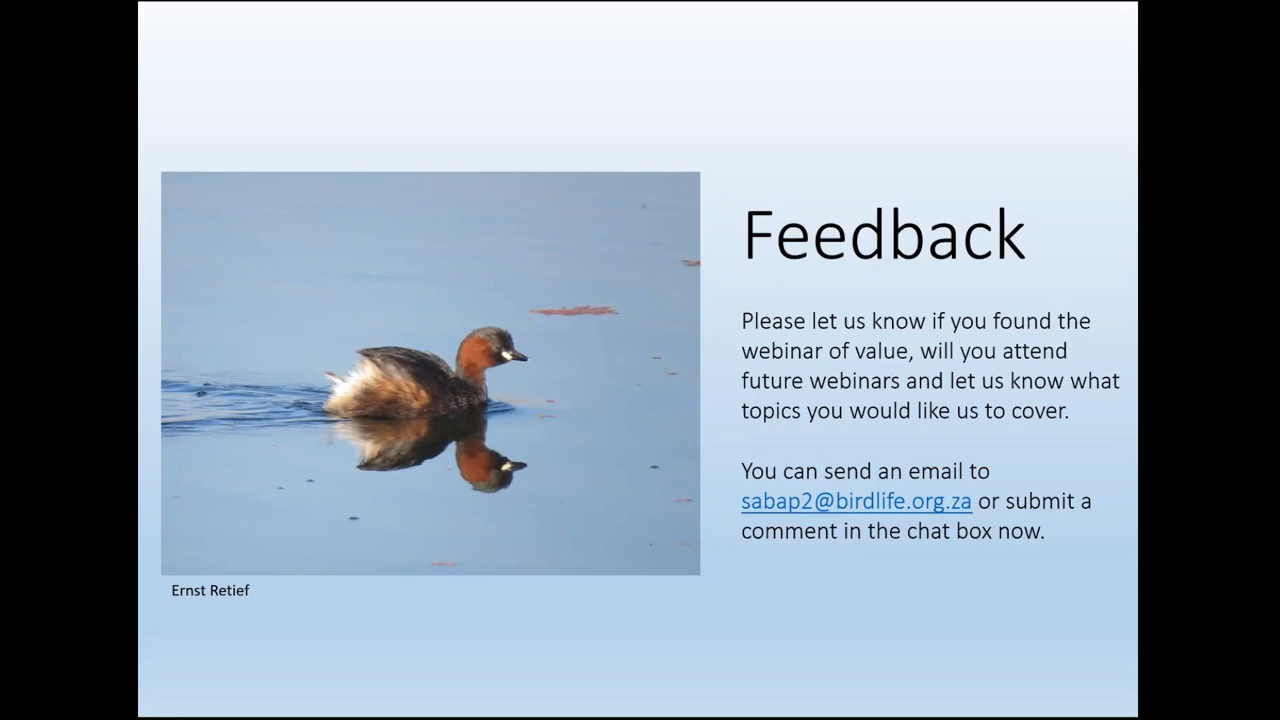 Feedback
Please let us know if you found the
webinar of value, will you attend
future webinars and let us know what
topics you would like us to cover.
You can send an email to
sabap2@birdlife.org.za or submit a
comment in the chat box now.
Ernst Retief